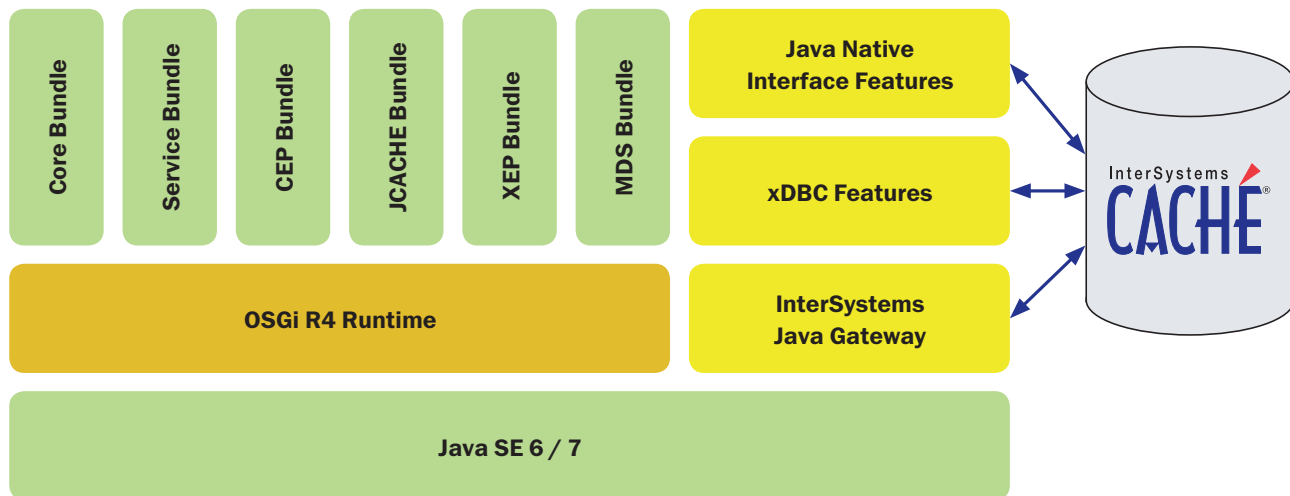 Core Bundle
Service Bundle
CEP Bundle
JCACHE Bundle
XEP Bundle
MDS Bundle
Java Native
Interface Features
xDBC Features
InterSystems
CACHÉ®
OSGi R4 Runtime
InterSystems
Java Gateway
Java SE 6 / 7